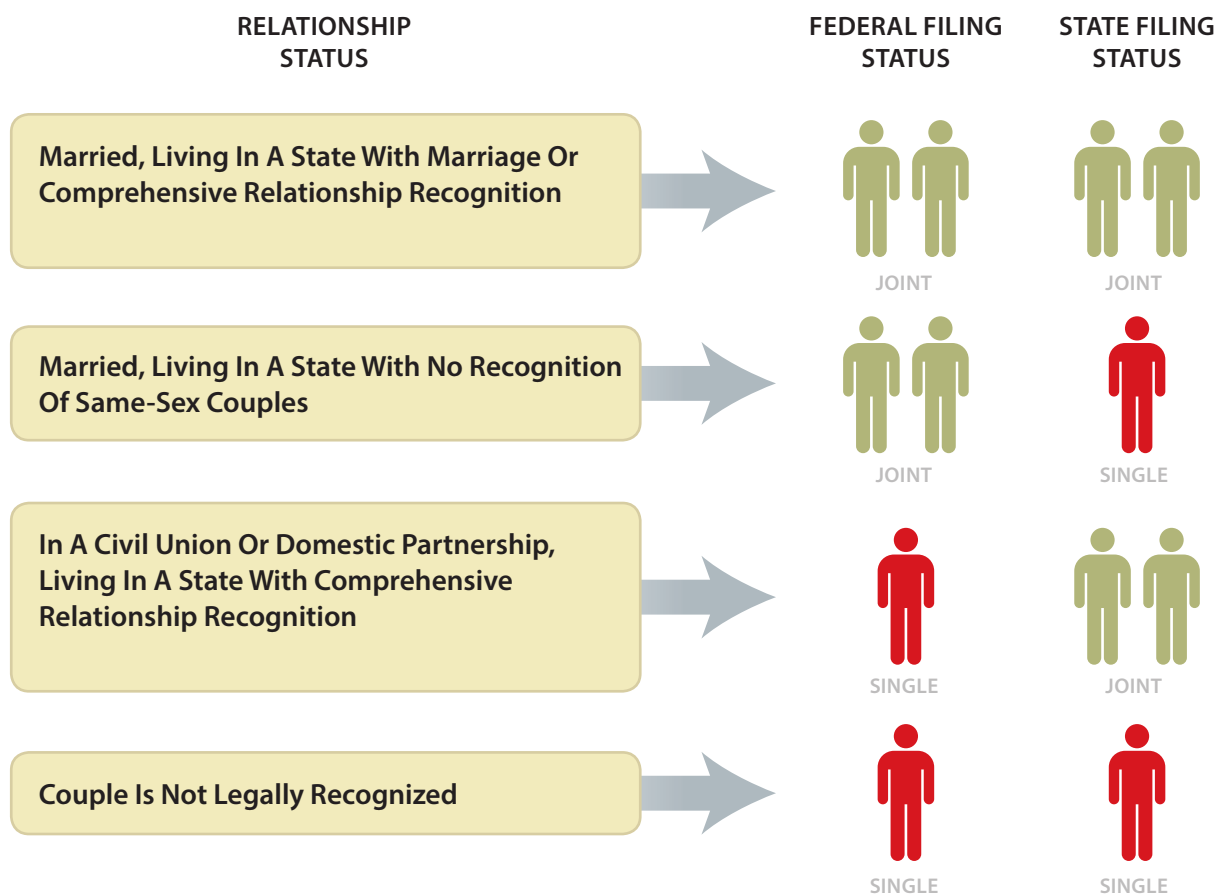 RELATIONSHIP
STATUS
FEDERAL FILING
STATUS
STATE FILING
STATUS
Married, Living In A State With Marriage Or
Comprehensive Relationship Recognition
JOINT
JOINT
Married, Living In A State With No Recognition
Of Same-Sex Couples
JOINT
SINGLE
In A Civil Union Or Domestic Partnership,
Living In A State With Comprehensive
Relationship Recognition
SINGLE
JOINT
Couple Is Not Legally Recognized
SINGLE
SINGLE